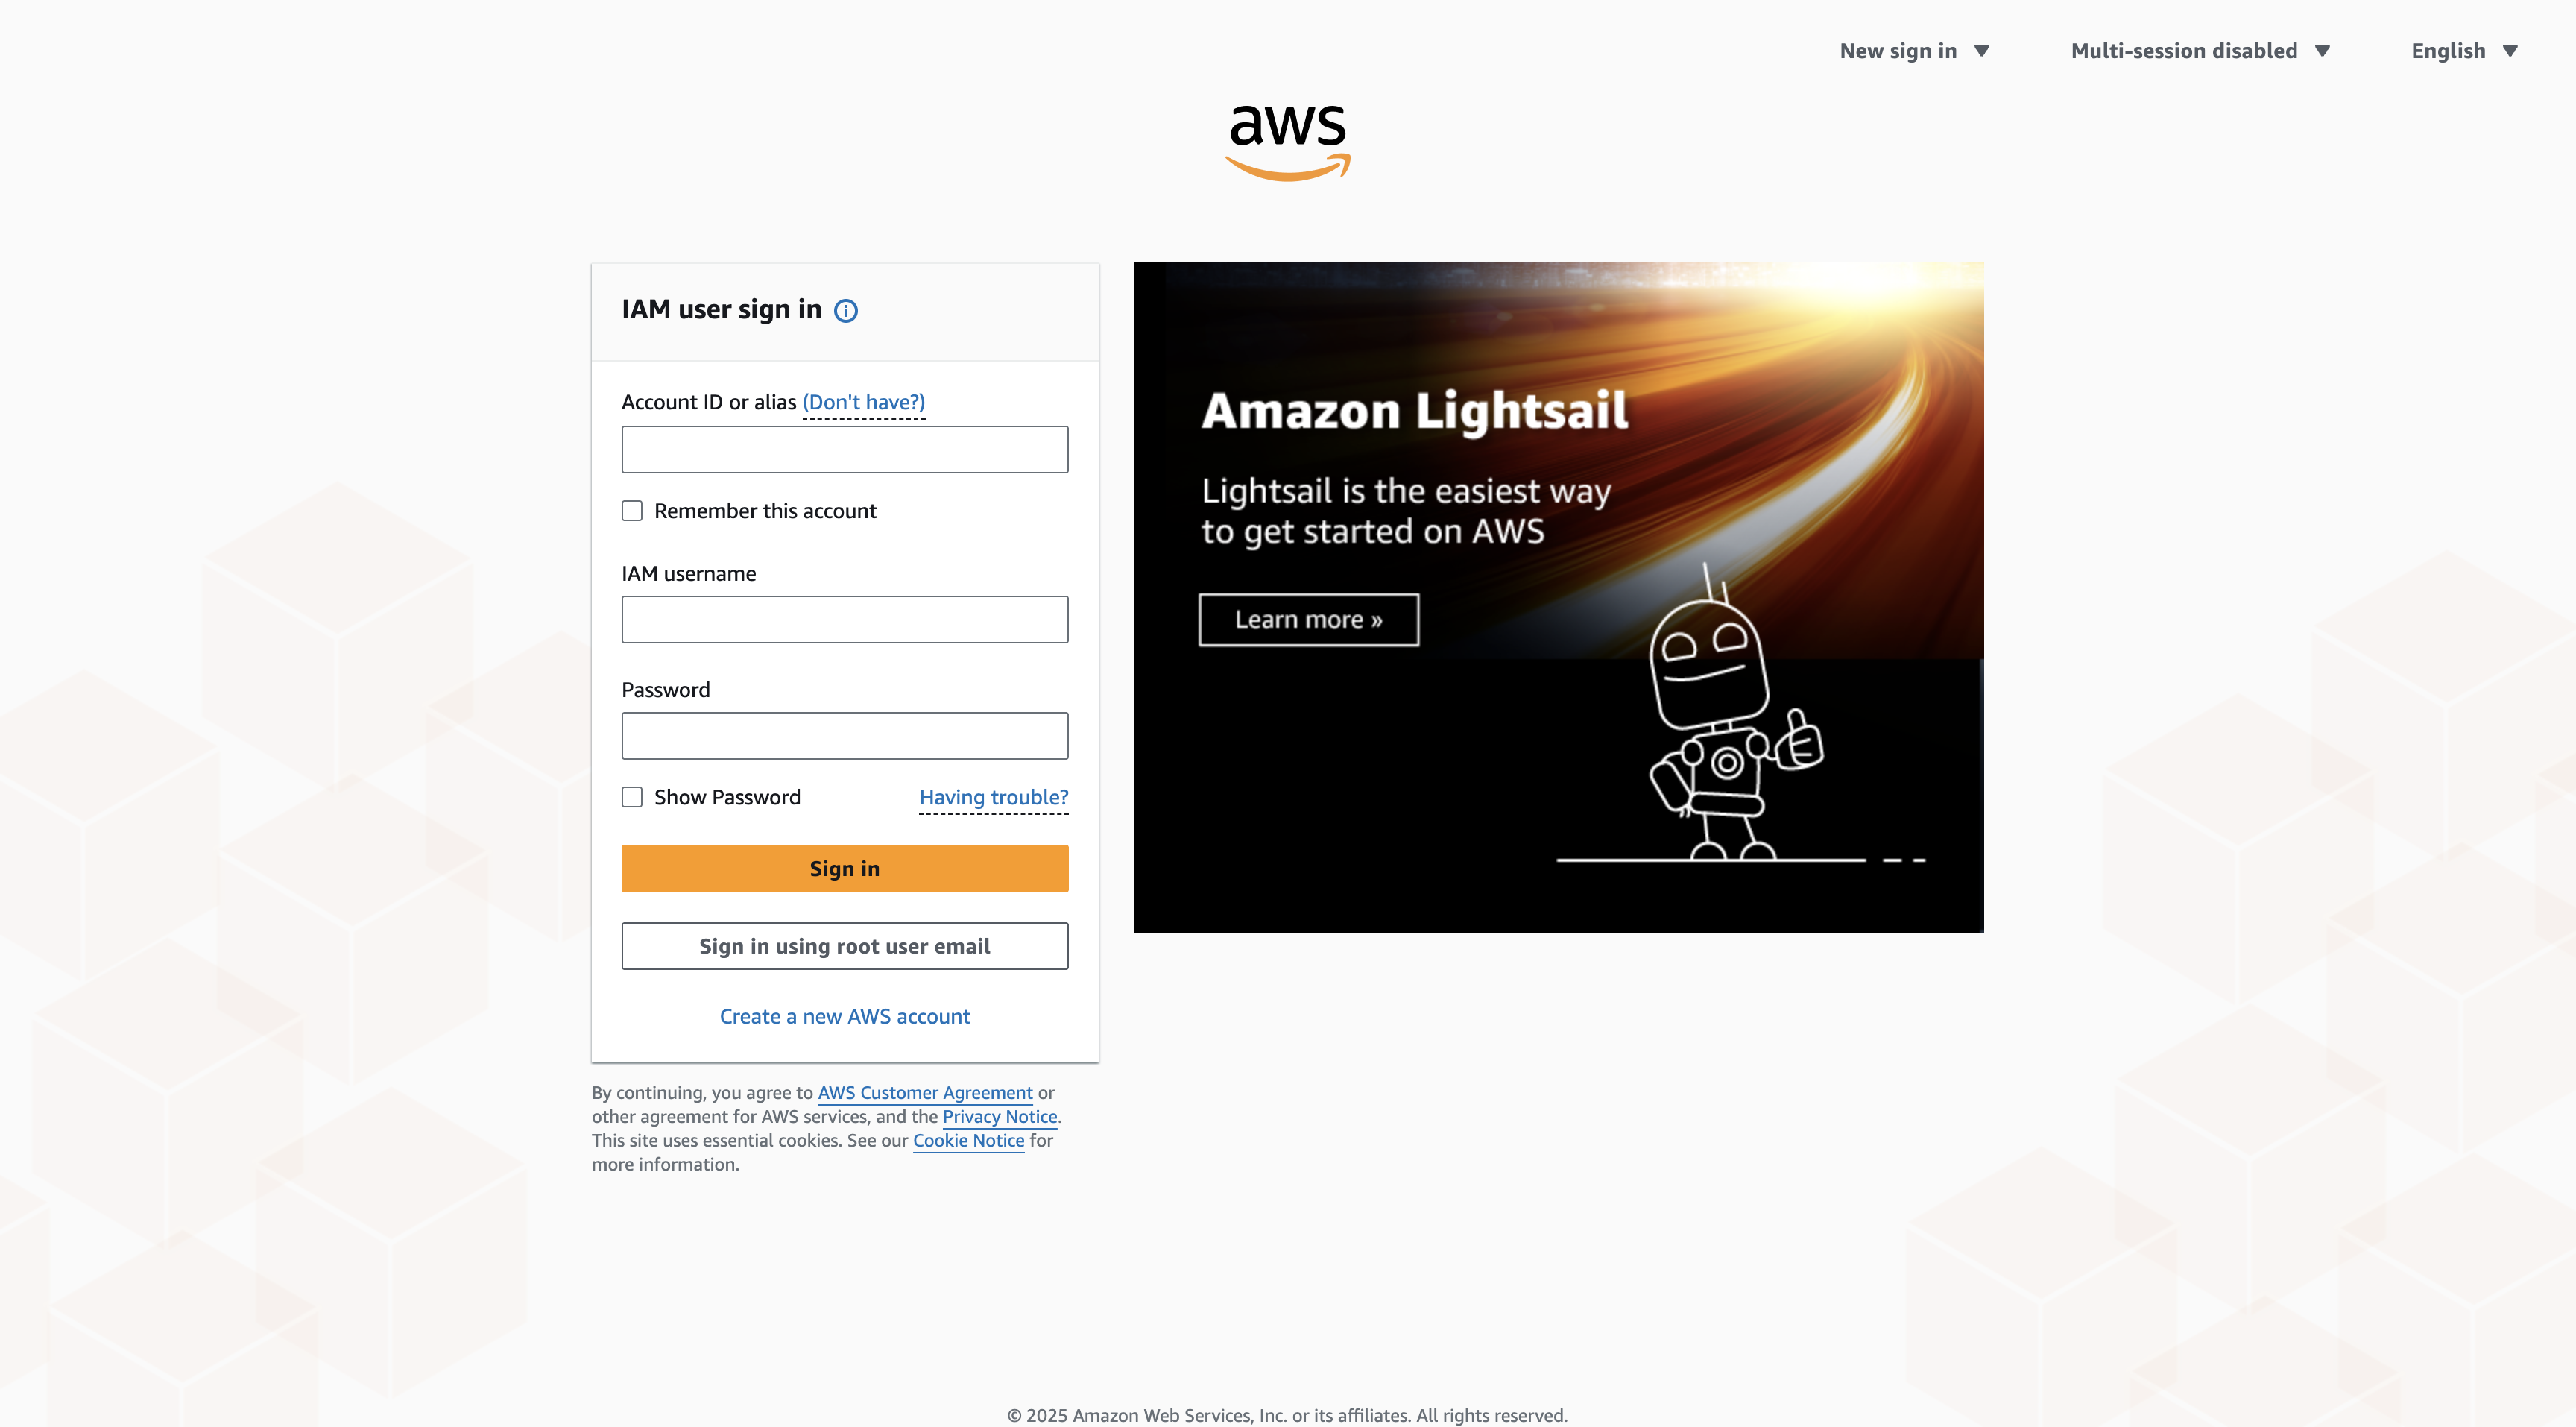 New sign in
Multi-session disabled
English
aws
IAM user sign in
Account ID or alias (Don't have?)
Remember this account
IAM username
Password
Show Password
Having trouble?
Sign in
Sign in using root user email
Create a new AWS account
By continuing, you agree to AWS Customer Agreement or
other agreement for AWS services, and the Privacy Notice.
This site uses essential cookies. See our Cookie Notice for
more information.
Amazon Lightsail
Lightsail is the easiest way
to get started on AWS
Learn more »
© 2025 Amazon Web Services, Inc. or its affiliates. All rights reserved.